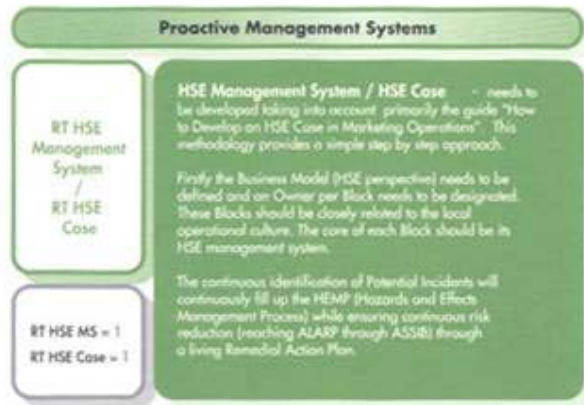 Proactive Management Systems
RT HSE
Management
System
/
RT HSE
Case
RT HSE MS = 1
RT HSE Case = 1
HSE Management System / HSE Case - needs to
be developed taking into account primarily the guide "How
to Develop an HSE Case in Marketing Operations". This
methodology provides a simple step by step approach.
Firstly the Business Model (HSE perspective) needs to be
defined and an Owner per Block needs to be designated.
These Blocks should be closely related to the local
operational culture. The core of each Block should be its
HSE management system.
The continuous identification of Potential Incidents will
continuously fill up the HEMP (Hazards and Effects
Management Process) while ensuring continuous risk
reduction (reaching ALARP through ASSIB) through
a living Remedial Action Plan.